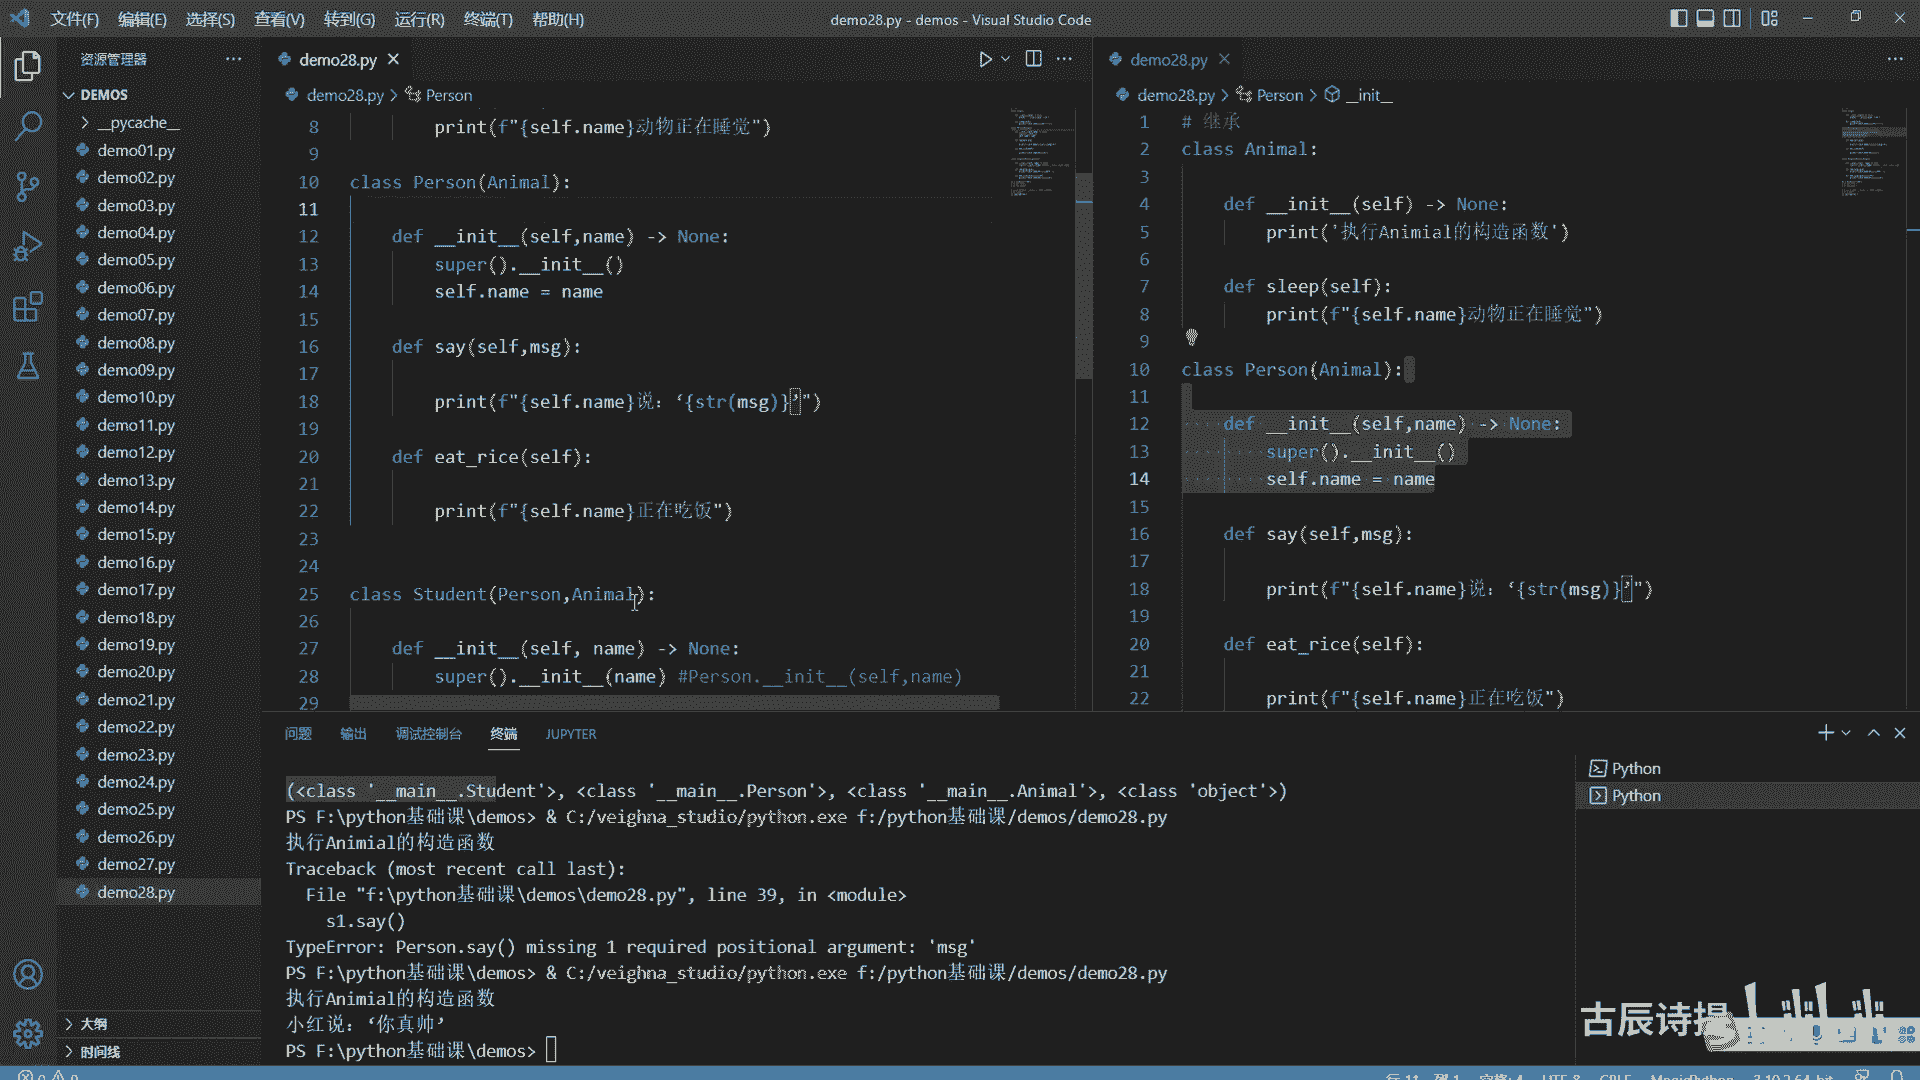 文件(F) 编辑(E) 选择(S) 查看(V) 转到(G) 运行(R) 终端(T) 帮助(H) demo28.py - demos - Visual Studio Code
资源管理器
DEMOS
__pycache__
demo01.py
demo02.py
demo03.py
demo04.py
demo05.py
demo06.py
demo07.py
demo08.py
demo09.py
demo10.py
demo11.py
demo12.py
demo13.py
demo14.py
demo15.py
demo16.py
demo17.py
demo18.py
demo19.py
demo20.py
demo21.py
demo22.py
demo23.py
demo24.py
demo25.py
demo26.py
demo27.py
demo28.py
大纲
时间线
demo28.py
demo28.py > Person
8 print(f"{self.name}动物正在睡觉")
9
10 class Person(Animal):
11
12 def __init__(self,name) -> None:
13 super().__init__()
14 self.name = name
15
16 def say(self,msg):
17
18 print(f"{self.name}说：‘{str(msg)}’")
19
20 def eat_rice(self):
21
22 print(f"{self.name}正在吃饭")
23
24
25 class Student(Person,Animal):
26
27 def __init__(self, name) -> None:
28 super().__init__(name) #Person.__init__(self,name)
29
demo28.py
demo28.py > Person > __init__
1 # 继承
2 class Animal:
3
4 def __init__(self) -> None:
5 print('执行Animial的构造函数')
6
7 def sleep(self):
8 print(f"{self.name}动物正在睡觉")
9
10 class Person(Animal):
11
12 def __init__(self,name) -> None:
13 super().__init__()
14 self.name = name
15
16 def say(self,msg):
17
18 print(f"{self.name}说：‘{str(msg)}’")
19
20 def eat_rice(self):
21
22 print(f"{self.name}正在吃饭")
问题 输出 调试控制台 终端 JUPYTER
(<class '__main__.Student'>, <class '__main__.Person'>, <class '__main__.Animal'>, <class 'object'>)
PS F:\python基础课\demos> & C:/veighna_studio/python.exe f:/python基础课/demos/demo28.py
执行Animial的构造函数
Traceback (most recent call last):
File "f:\python基础课\demos\demo28.py", line 39, in <module>
s1.say()
TypeError: Person.say() missing 1 required positional argument: 'msg'
PS F:\python基础课\demos> & C:/veighna_studio/python.exe f:/python基础课/demos/demo28.py
执行Animial的构造函数
小红说：‘你真帅’
PS F:\python基础课\demos>
Python
Python
古辰诗提